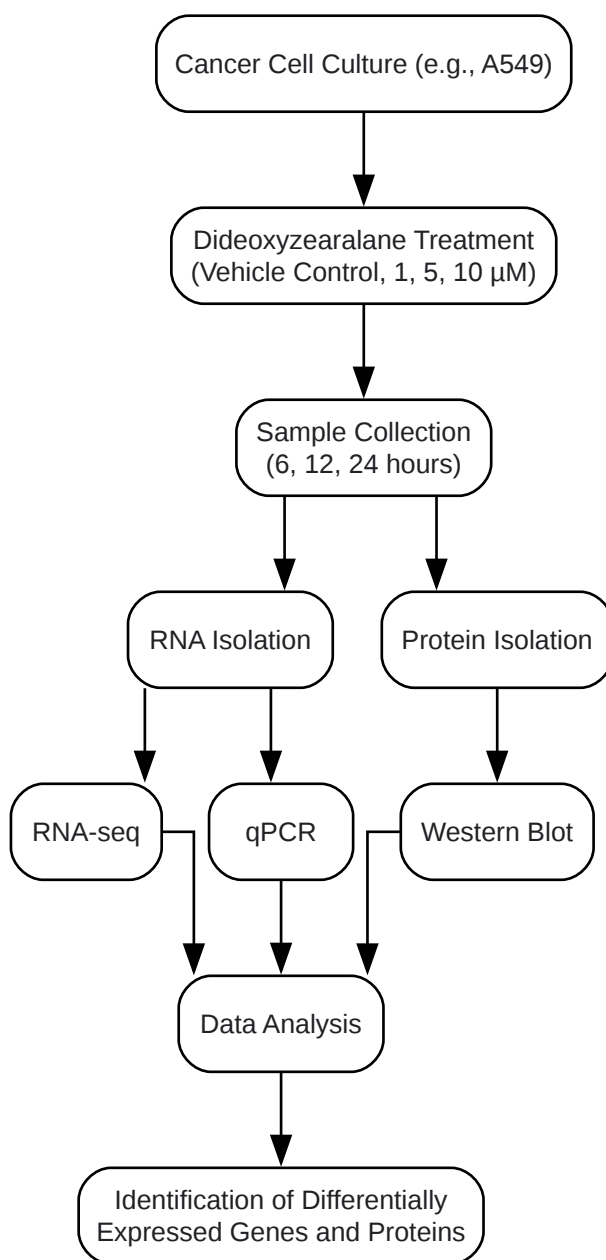 Cancer Cell Culture (e.g., A549)
Dideoxyzearalane Treatment
(Vehicle Control, 1, 5, 10 µM)
Sample Collection
(6, 12, 24 hours)
RNA Isolation
Protein Isolation
RNA-seq
qPCR
Western Blot
Data Analysis
Identification of Differentially
Expressed Genes and Proteins